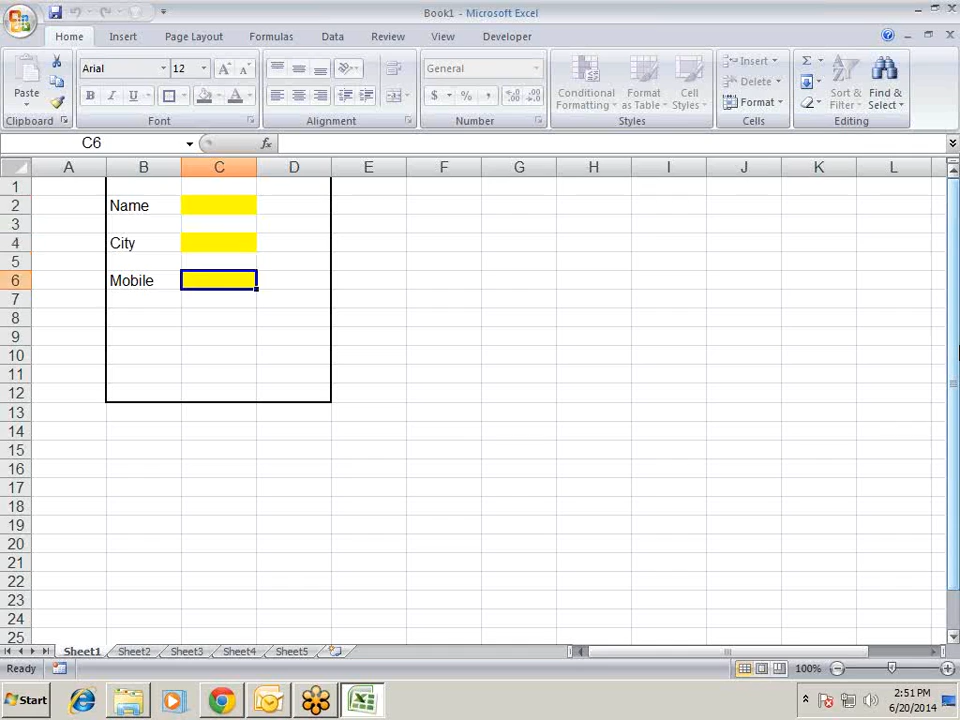 Book1 - Microsoft Excel
Home Insert Page Layout Formulas Data Review View Developer
Paste
Arial 12
B I U
General
$ % ,
Conditional Formatting
Format as Table
Cell Styles
Insert
Delete
Format
Σ
Sort & Filter
Find & Select
Clipboard Font Alignment Number Styles Cells Editing
C6 fx
A B C D E F G H I J K L
1
2 Name
3
4 City
5
6 Mobile
7
8
9
10
11
12
13
14
15
16
17
18
19
20
21
22
23
24
25
Sheet1 Sheet2 Sheet3 Sheet4 Sheet5
Ready 100%
Start
2:51 PM
6/20/2014